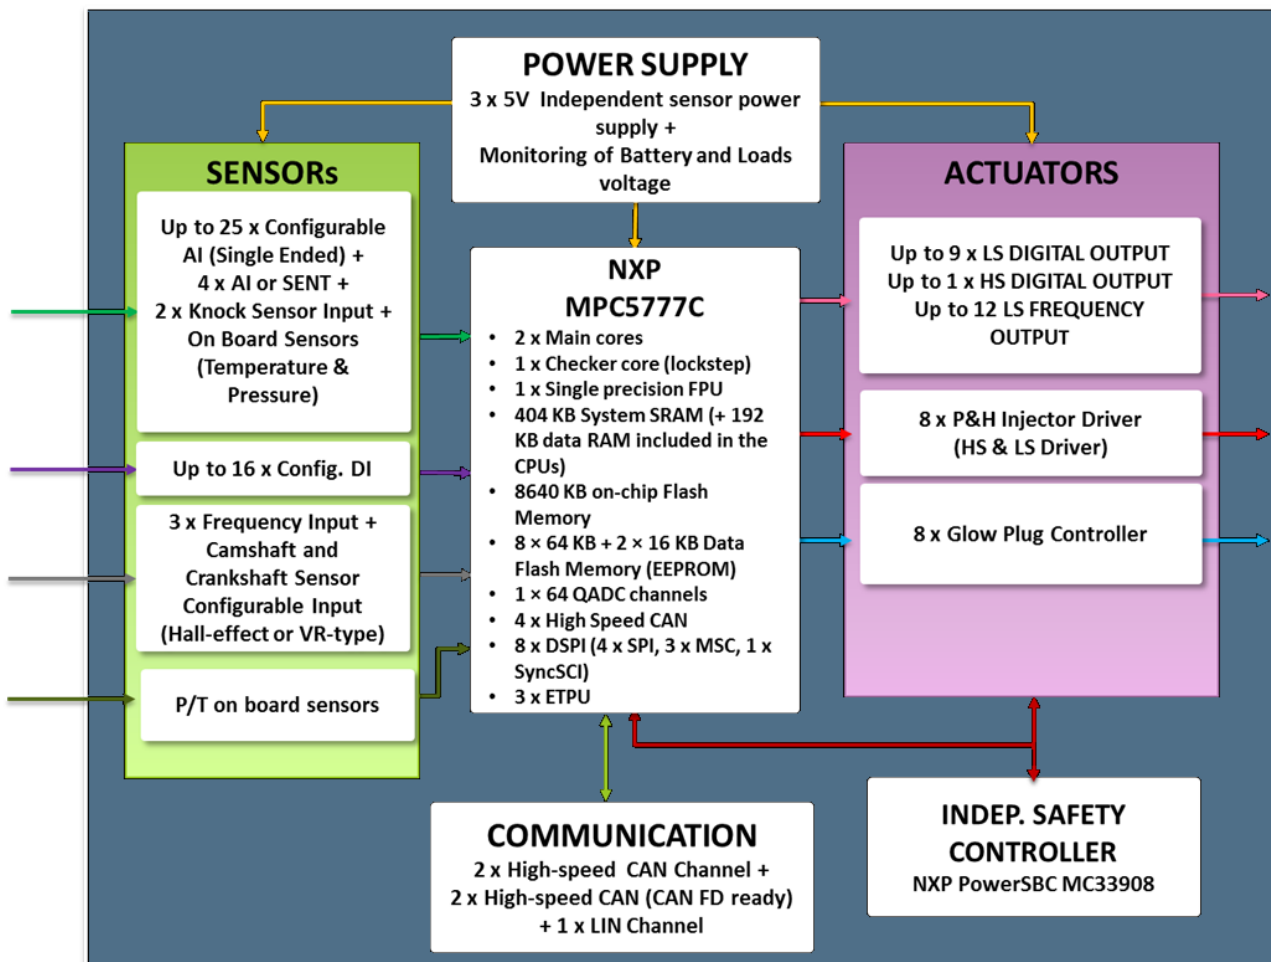 POWER SUPPLY
3 x 5V Independent sensor power
supply +
Monitoring of Battery and Loads
voltage
SENSORs
Up to 25 x Configurable
AI (Single Ended) +
4 x AI or SENT +
2 x Knock Sensor Input +
On Board Sensors
(Temperature &
Pressure)
Up to 16 x Config. DI
3 x Frequency Input +
Camshaft and
Crankshaft Sensor
Configurable Input
(Hall-effect or VR-type)
P/T on board sensors
NXP
MPC5777C
• 2 x Main cores
• 1 x Checker core (lockstep)
• 1 x Single precision FPU
• 404 KB System SRAM (+ 192
KB data RAM included in the
CPUs)
• 8640 KB on-chip Flash
Memory
• 8 × 64 KB + 2 × 16 KB Data
Flash Memory (EEPROM)
• 1 × 64 QADC channels
• 4 x High Speed CAN
• 8 x DSPI (4 x SPI, 3 x MSC, 1 x
SyncSCI)
• 3 x ETPU
ACTUATORS
Up to 9 x LS DIGITAL OUTPUT
Up to 1 x HS DIGITAL OUTPUT
Up to 12 LS FREQUENCY
OUTPUT
8 x P&H Injector Driver
(HS & LS Driver)
8 x Glow Plug Controller
COMMUNICATION
2 x High-speed CAN Channel +
2 x High-speed CAN (CAN FD ready)
+ 1 x LIN Channel
INDEP. SAFETY
CONTROLLER
NXP PowerSBC MC33908